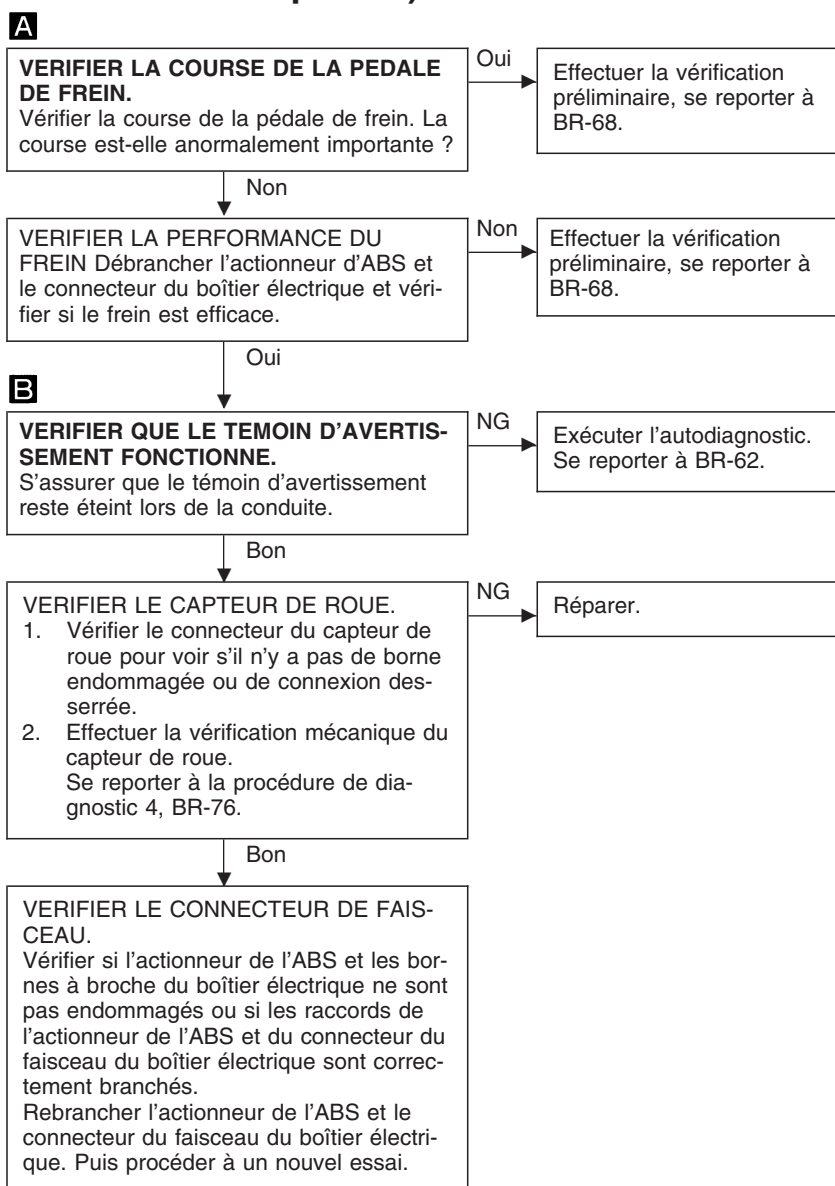 A
VERIFIER LA COURSE DE LA PEDALE
DE FREIN.
Vérifier la course de la pédale de frein. La
course est-elle anormalement importante ?
Oui
Effectuer la vérification
préliminaire, se reporter à
BR-68.
Non
VERIFIER LA PERFORMANCE DU
FREIN Débrancher l'actionneur d'ABS et
le connecteur du boîtier électrique et véri-
fier si le frein est efficace.
Non
Effectuer la vérification
préliminaire, se reporter à
BR-68.
Oui
B
VERIFIER QUE LE TEMOIN D'AVERTIS-
SEMENT FONCTIONNE.
S'assurer que le témoin d'avertissement
reste éteint lors de la conduite.
NG
Exécuter l'autodiagnostic.
Se reporter à BR-62.
Bon
VERIFIER LE CAPTEUR DE ROUE.
1. Vérifier le connecteur du capteur de
roue pour voir s'il n'y a pas de borne
endommagée ou de connexion des-
serrée.
2. Effectuer la vérification mécanique du
capteur de roue.
Se reporter à la procédure de dia-
gnostic 4, BR-76.
NG
Réparer.
Bon
VERIFIER LE CONNECTEUR DE FAIS-
CEAU.
Vérifier si l'actionneur de l'ABS et les bor-
nes à broche du boîtier électrique ne sont
pas endommagés ou si les raccords de
l'actionneur de l'ABS et du connecteur du
faisceau du boîtier électrique sont correc-
tement branchés.
Rebrancher l'actionneur de l'ABS et le
connecteur du faisceau du boîtier électri-
que. Puis procéder à un nouvel essai.